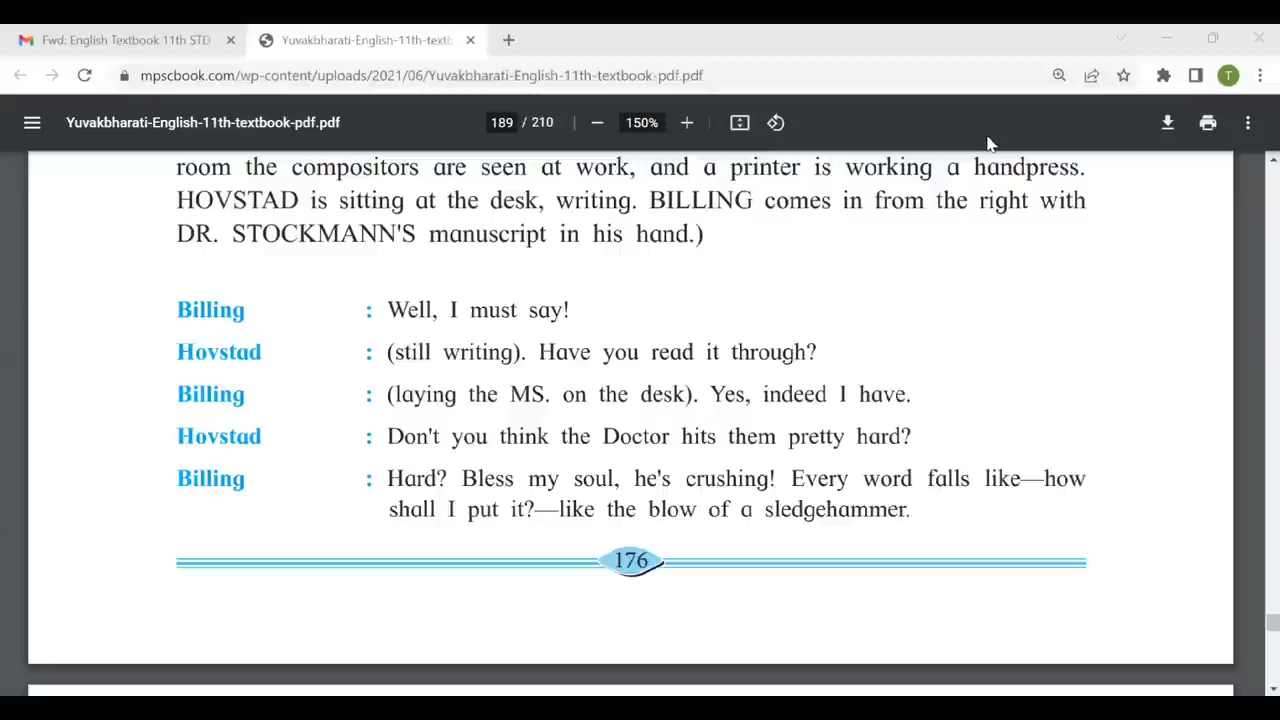 Fwd: English Textbook 11th STD
Yuvakbharati-English-11th-textb
mpscbook.com/wp-content/uploads/2021/06/Yuvakbharati-English-11th-textbook-pdf.pdf
T
Yuvakbharati-English-11th-textbook-pdf.pdf
189 / 210
150%
room the compositors are seen at work, and a printer is working a handpress.
HOVSTAD is sitting at the desk, writing. BILLING comes in from the right with
DR. STOCKMANN'S manuscript in his hand.)
Billing : Well, I must say!
Hovstad : (still writing). Have you read it through?
Billing : (laying the MS. on the desk). Yes, indeed I have.
Hovstad : Don't you think the Doctor hits them pretty hard?
Billing : Hard? Bless my soul, he's crushing! Every word falls like—how
shall I put it?—like the blow of a sledgehammer.
176